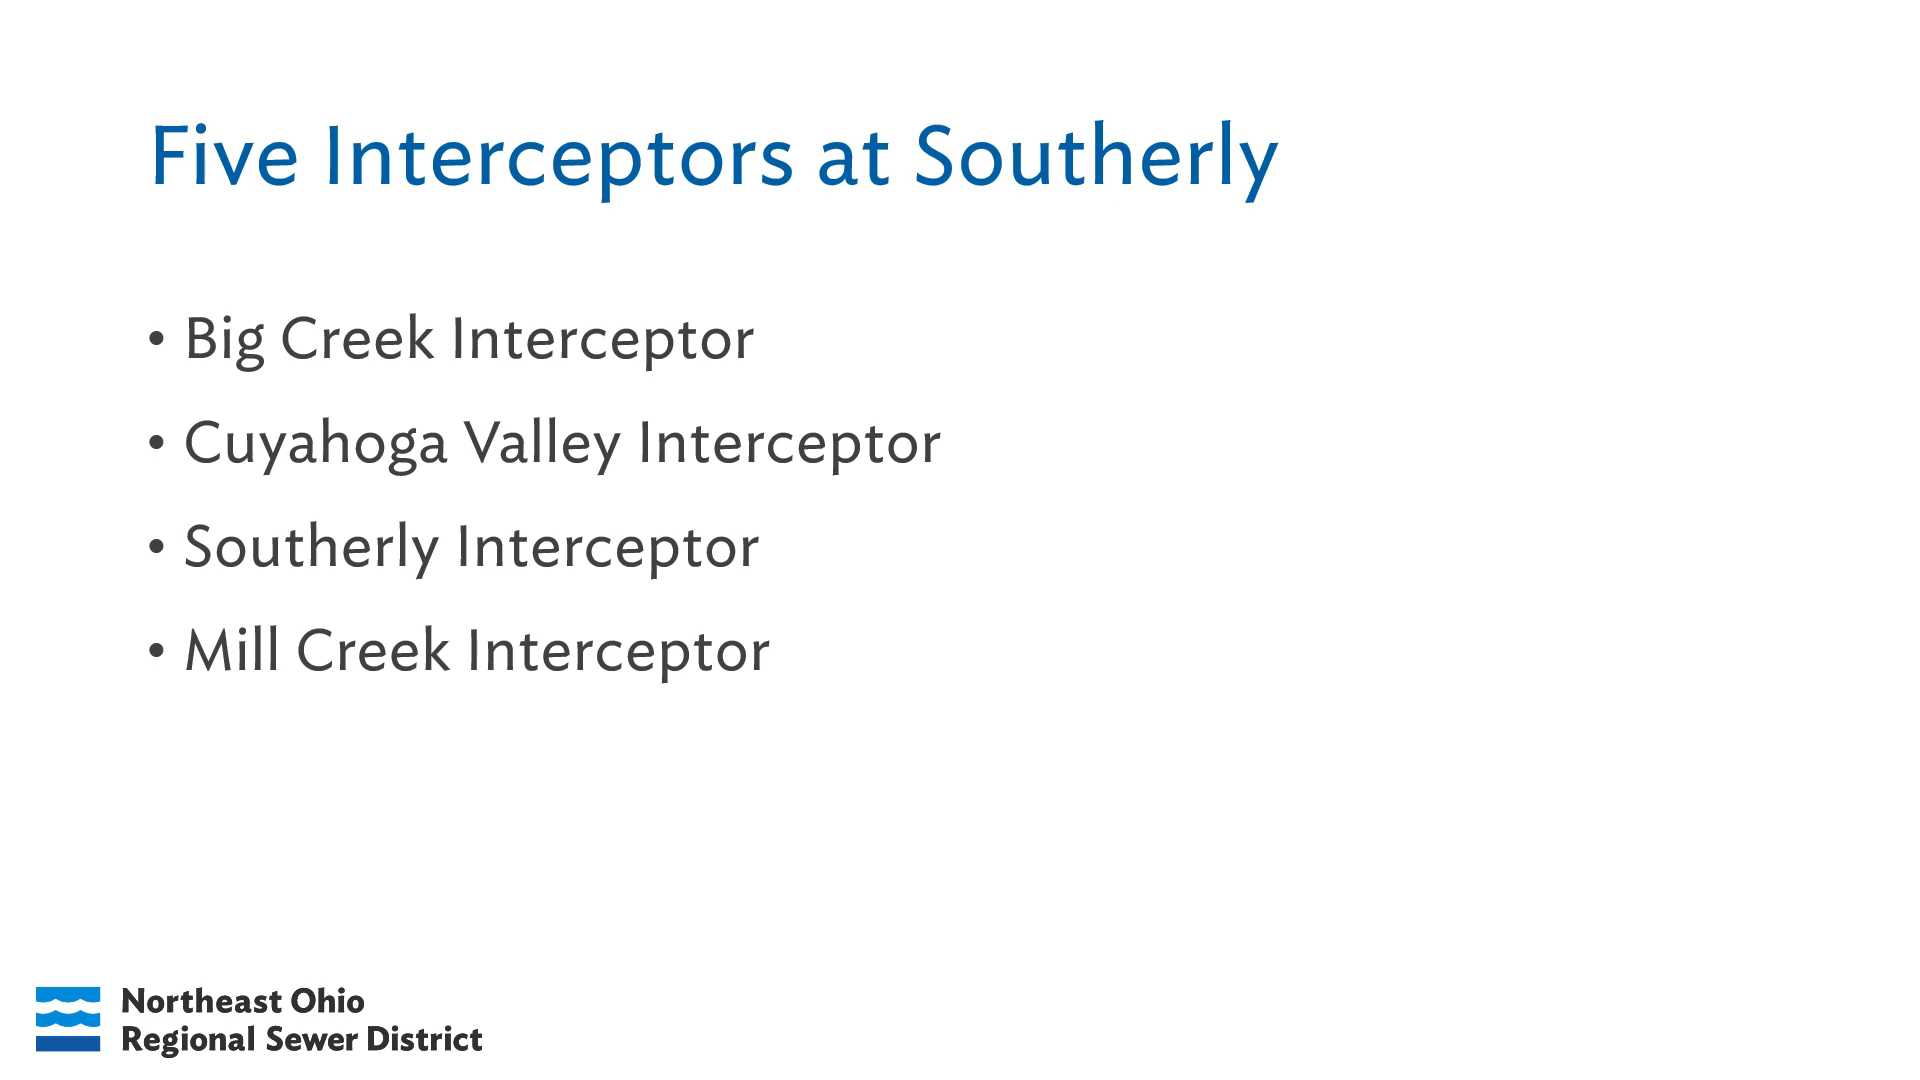 Five Interceptors at Southerly
• Big Creek Interceptor
• Cuyahoga Valley Interceptor
• Southerly Interceptor
• Mill Creek Interceptor
Northeast Ohio
Regional Sewer District